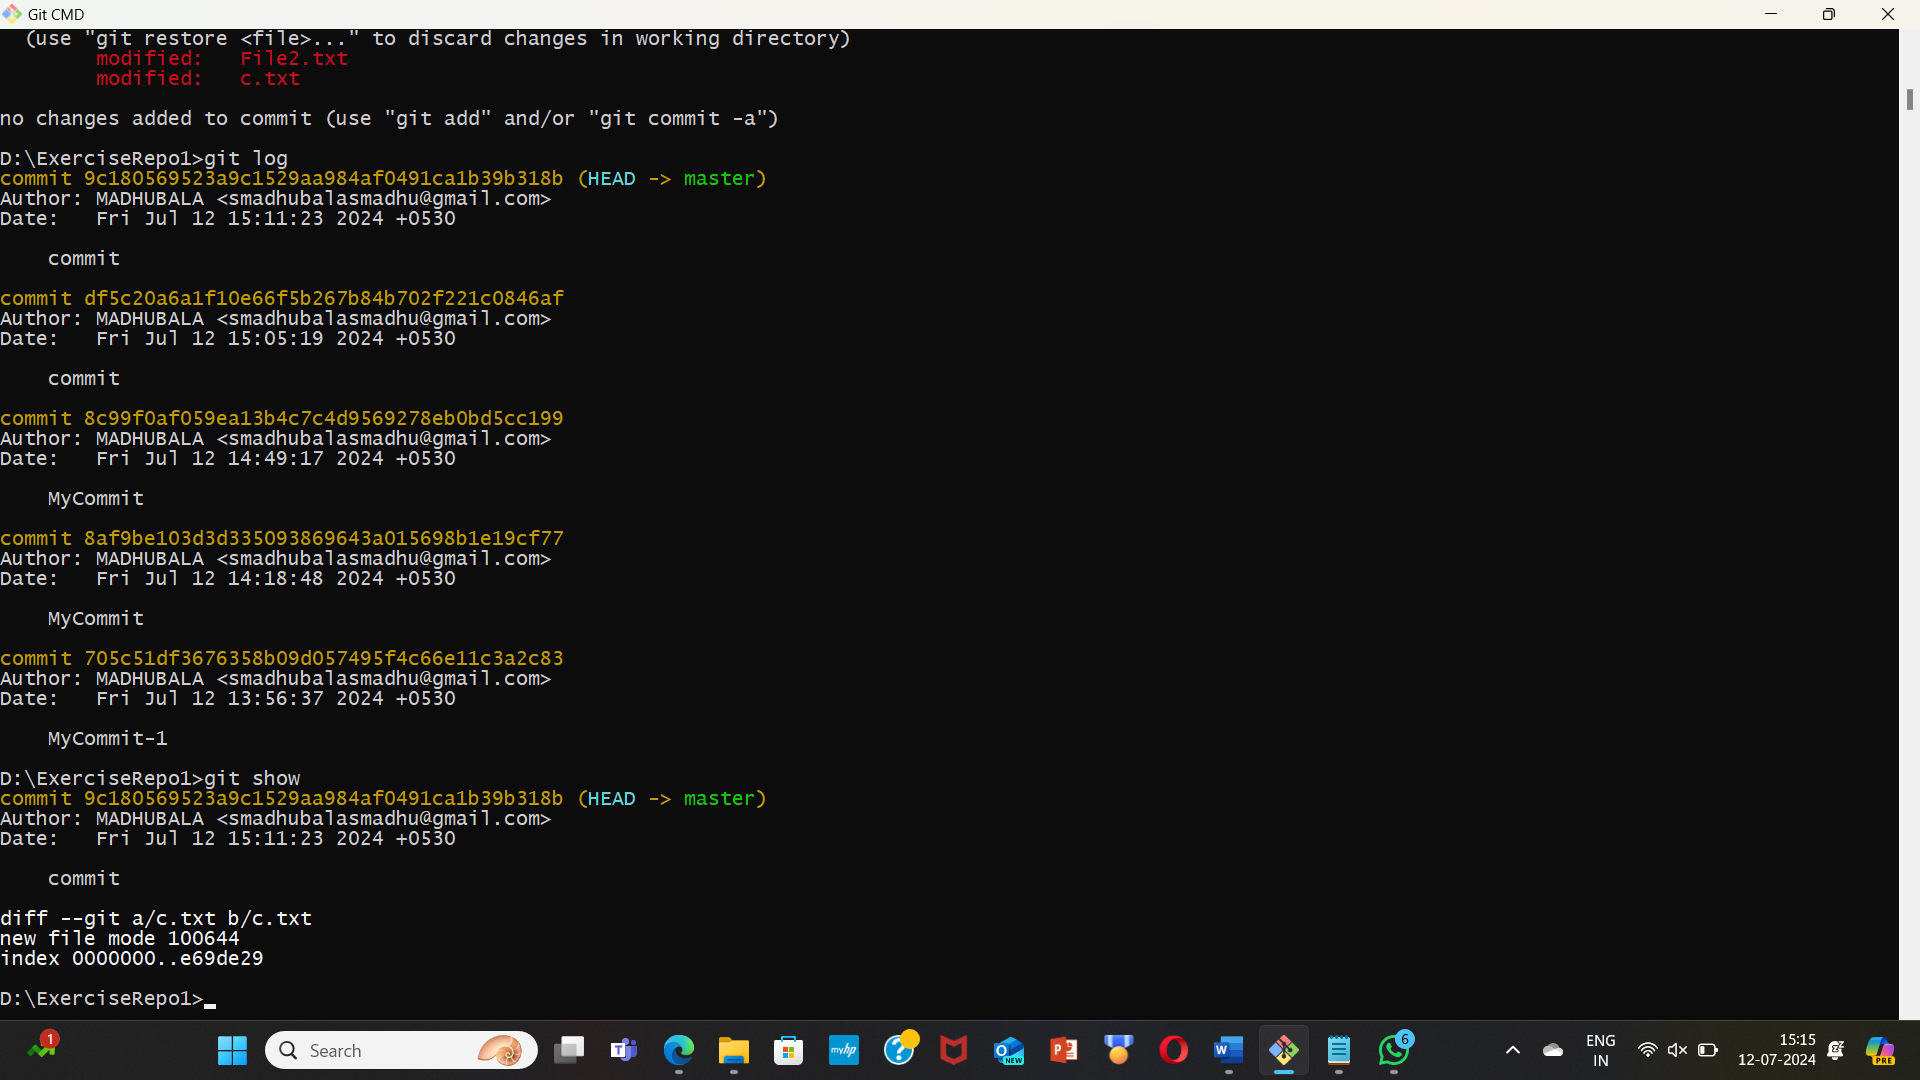 Git CMD
  (use "git restore <file>..." to discard changes in working directory)
        modified:   File2.txt
        modified:   c.txt

no changes added to commit (use "git add" and/or "git commit -a")

D:\ExerciseRepo1>git log
commit 9c180569523a9c1529aa984af0491ca1b39b318b (HEAD -> master)
Author: MADHUBALA <smadhubalasmadhu@gmail.com>
Date:   Fri Jul 12 15:11:23 2024 +0530

    commit

commit df5c20a6a1f10e66f5b267b84b702f221c0846af
Author: MADHUBALA <smadhubalasmadhu@gmail.com>
Date:   Fri Jul 12 15:05:19 2024 +0530

    commit

commit 8c99f0af059ea13b4c7c4d9569278eb0bd5cc199
Author: MADHUBALA <smadhubalasmadhu@gmail.com>
Date:   Fri Jul 12 14:49:17 2024 +0530

    MyCommit

commit 8af9be103d3d335093869643a015698b1e19cf77
Author: MADHUBALA <smadhubalasmadhu@gmail.com>
Date:   Fri Jul 12 14:18:48 2024 +0530

    MyCommit

commit 705c51df3676358b09d057495f4c66e11c3a2c83
Author: MADHUBALA <smadhubalasmadhu@gmail.com>
Date:   Fri Jul 12 13:56:37 2024 +0530

    MyCommit-1

D:\ExerciseRepo1>git show
commit 9c180569523a9c1529aa984af0491ca1b39b318b (HEAD -> master)
Author: MADHUBALA <smadhubalasmadhu@gmail.com>
Date:   Fri Jul 12 15:11:23 2024 +0530

    commit

diff --git a/c.txt b/c.txt
new file mode 100644
index 0000000..e69de29

D:\ExerciseRepo1>
1
Search
myhp
NEW
6
ENG
IN
15:15
12-07-2024
PRE